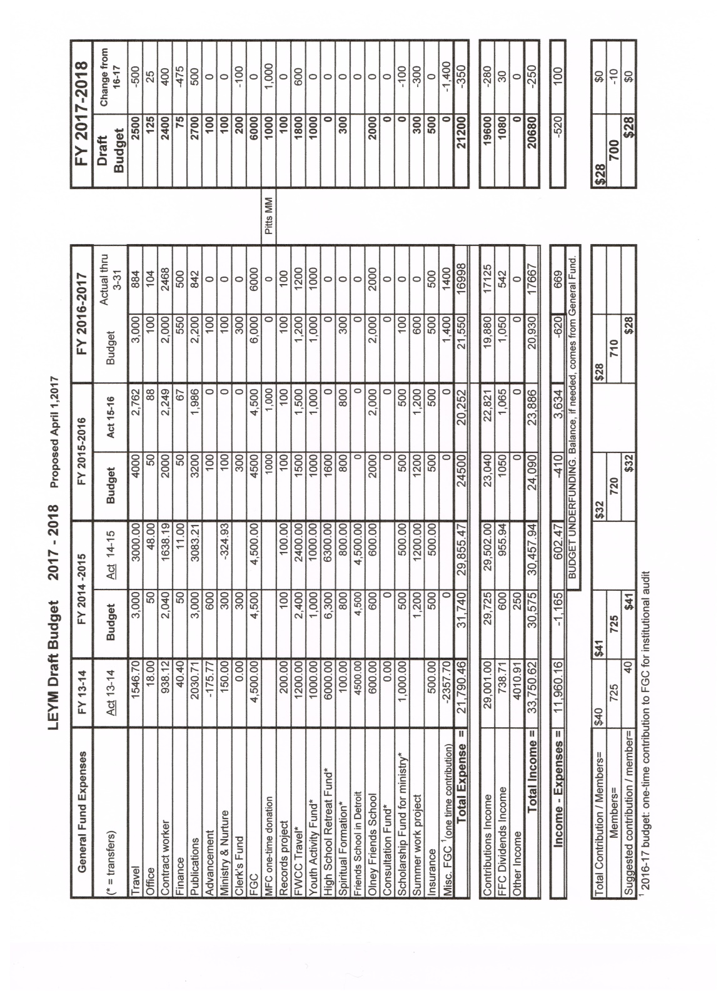 LEYM Draft Budget 2017 - 2018 Proposed April 1,2017
General Fund Expenses FY 13-14 FY 2014 -2015 FY 2015-2016 FY 2016-2017 FY 2017-2018
(* = transfers) Act 13-14 Budget Act 14-15 Budget Act 15-16 Budget Actual thru 3-31 Draft Budget Change from 16-17
Travel 1546.70 3,000 3000.00 4000 2,762 3,000 884 2500 -500
Office 18.00 50 48.00 50 88 100 104 125 25
Contract worker 938.12 2,040 1638.19 2000 2,249 2,000 2468 2400 400
Finance 40.40 50 11.00 50 67 550 500 75 -475
Publications 2030.71 3,000 3083.21 3200 1,986 2,200 842 2700 500
Advancement -175.77 600 100 0 100 0 100 0
Ministry & Nurture 150.00 300 -324.93 100 0 100 0 100 0
Clerk's Fund 0.00 300 300 0 300 0 200 -100
FGC 4,500.00 4,500 4,500.00 4500 4,500 6,000 6000 6000 0
MFC one-time donation 1000 1,000 0 0 Pitts MM 1000 1,000
Records project 200.00 100 100.00 100 100 100 100 100 0
FWCC Travel* 1200.00 2,400 2400.00 1500 1,500 1,200 1200 1800 600
Youth Activity Fund* 1000.00 1,000 1000.00 1000 1,000 1,000 1000 1000 0
High School Retreat Fund* 6000.00 6,300 6300.00 1600 0 0 0 0
Spiritual Formation* 100.00 800 800.00 800 800 300 0 300 0
Friends School in Detroit 4500.00 4,500 4,500.00 0 0 0 0 0
Olney Friends School 600.00 600 600.00 2000 2,000 2,000 2000 2000 0
Consultation Fund* 0.00 0 0 0 0 0 0 0
Scholarship Fund for ministry* 1,000.00 500 500.00 500 500 100 0 0 -100
Summer work project 1,200 1200.00 1200 1,200 600 0 300 -300
Insurance 500.00 500 500.00 500 500 500 500 500 0
Misc. FGC ¹(one time contribution) -2357.70 0 0 0 1,400 1400 0 -1,400
Total Expense = 21,790.46 31,740 29,855.47 24500 20,252 21,550 16998 21200 -350
Contributions Income 29,001.00 29,725 29,502.00 23,040 22,821 19,880 17125 19600 -280
FFC Dividends Income 738.71 600 955.94 1050 1,065 1,050 542 1080 30
Other Income 4010.91 250 0 0 0 0 0 0
Total Income = 33,750.62 30,575 30,457.94 24,090 23,886 20,930 17667 20680 -250
Income - Expenses = 11,960.16 -1,165 602.47 -410 3,634 -620 669 -520 100
BUDGET UNDERFUNDING. Balance, if needed, comes from General Fund.
Total Contribution / Members= $40 $41 $32 $28 $28 $0
Members= 725 725 720 710 700 -10
Suggested contribution / member= 40 $41 $32 $28 $28 $0
¹ 2016-17 budget: one-time contribution to FGC for institutional audit